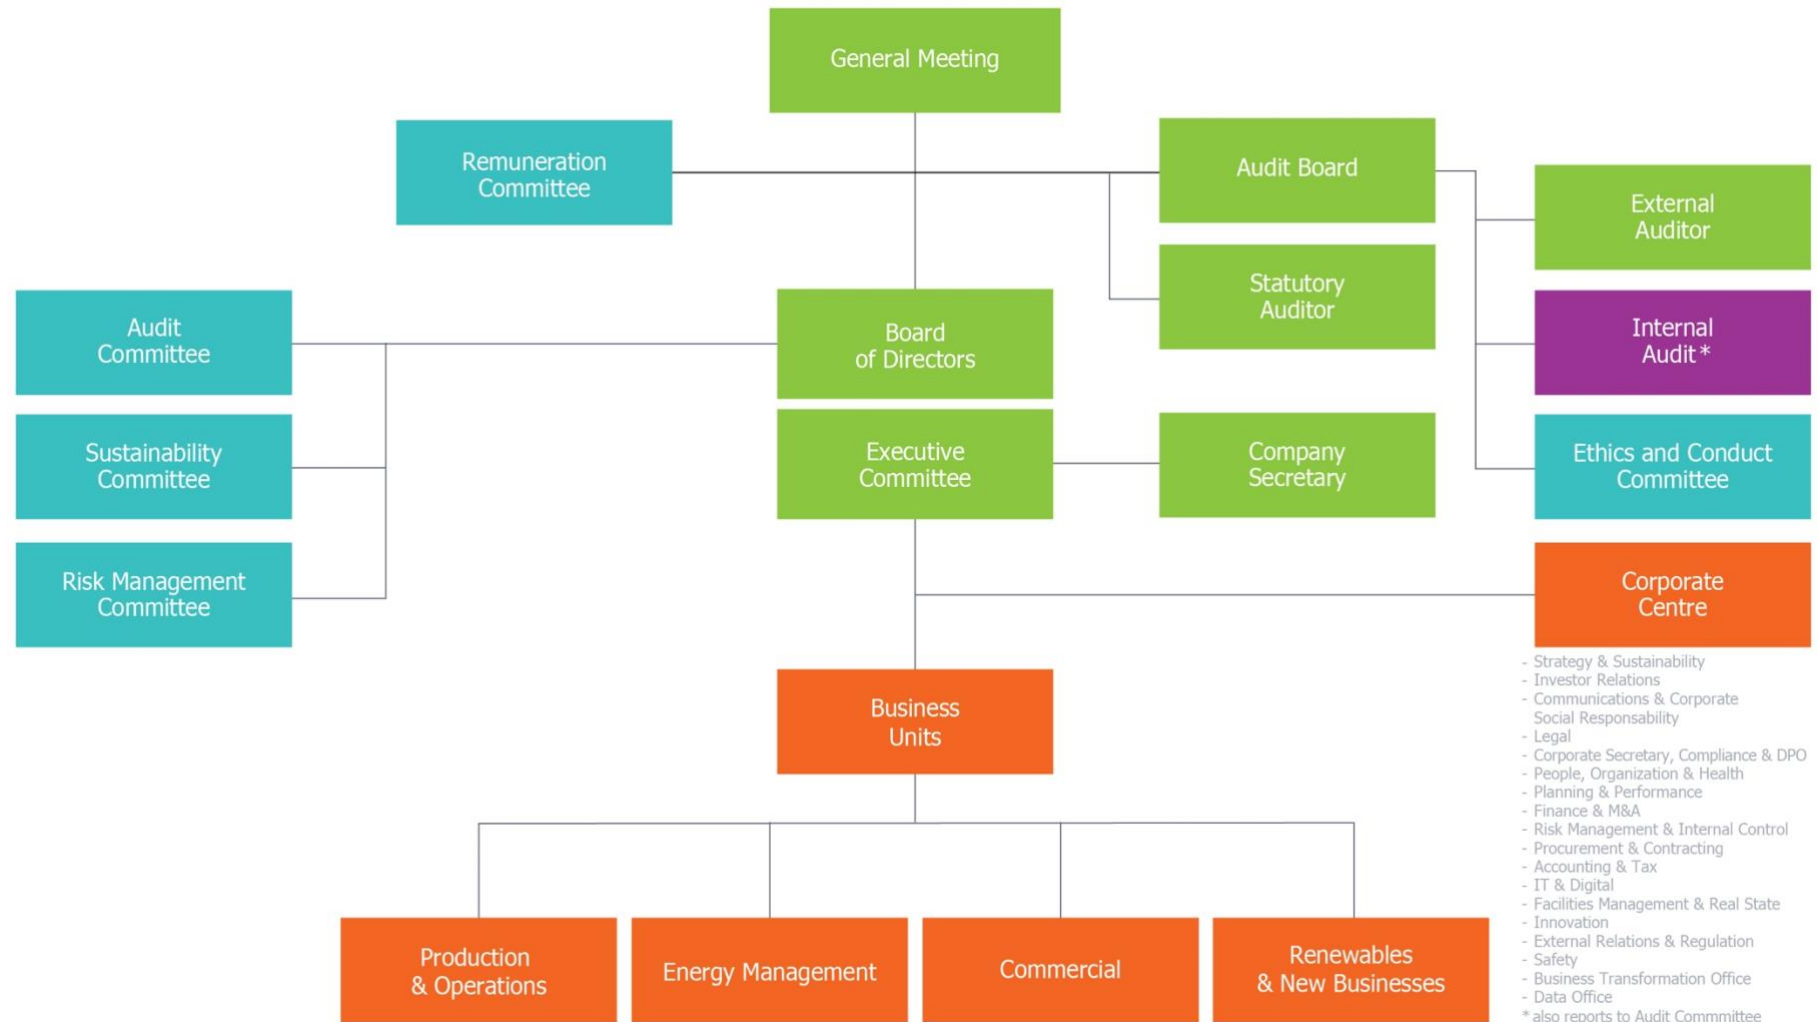 General Meeting
Remuneration
Committee
Audit Board
External
Auditor
Statutory
Auditor
Audit
Committee
Board
of Directors
Internal
Audit*
Sustainability
Committee
Executive
Committee
Company
Secretary
Ethics and Conduct
Committee
Risk Management
Committee
Corporate
Centre
- Strategy & Sustainability
- Investor Relations
- Communications & Corporate
Social Responsability
- Legal
- Corporate Secretary, Compliance & DPO
- People, Organization & Health
- Planning & Performance
- Finance & M&A
- Risk Management & Internal Control
- Procurement & Contracting
- Accounting & Tax
- IT & Digital
- Facilities Management & Real State
- Innovation
- External Relations & Regulation
- Safety
- Business Transformation Office
- Data Office
* also reports to Audit Commmittee
Business
Units
Production
& Operations
Energy Management
Commercial
Renewables
& New Businesses